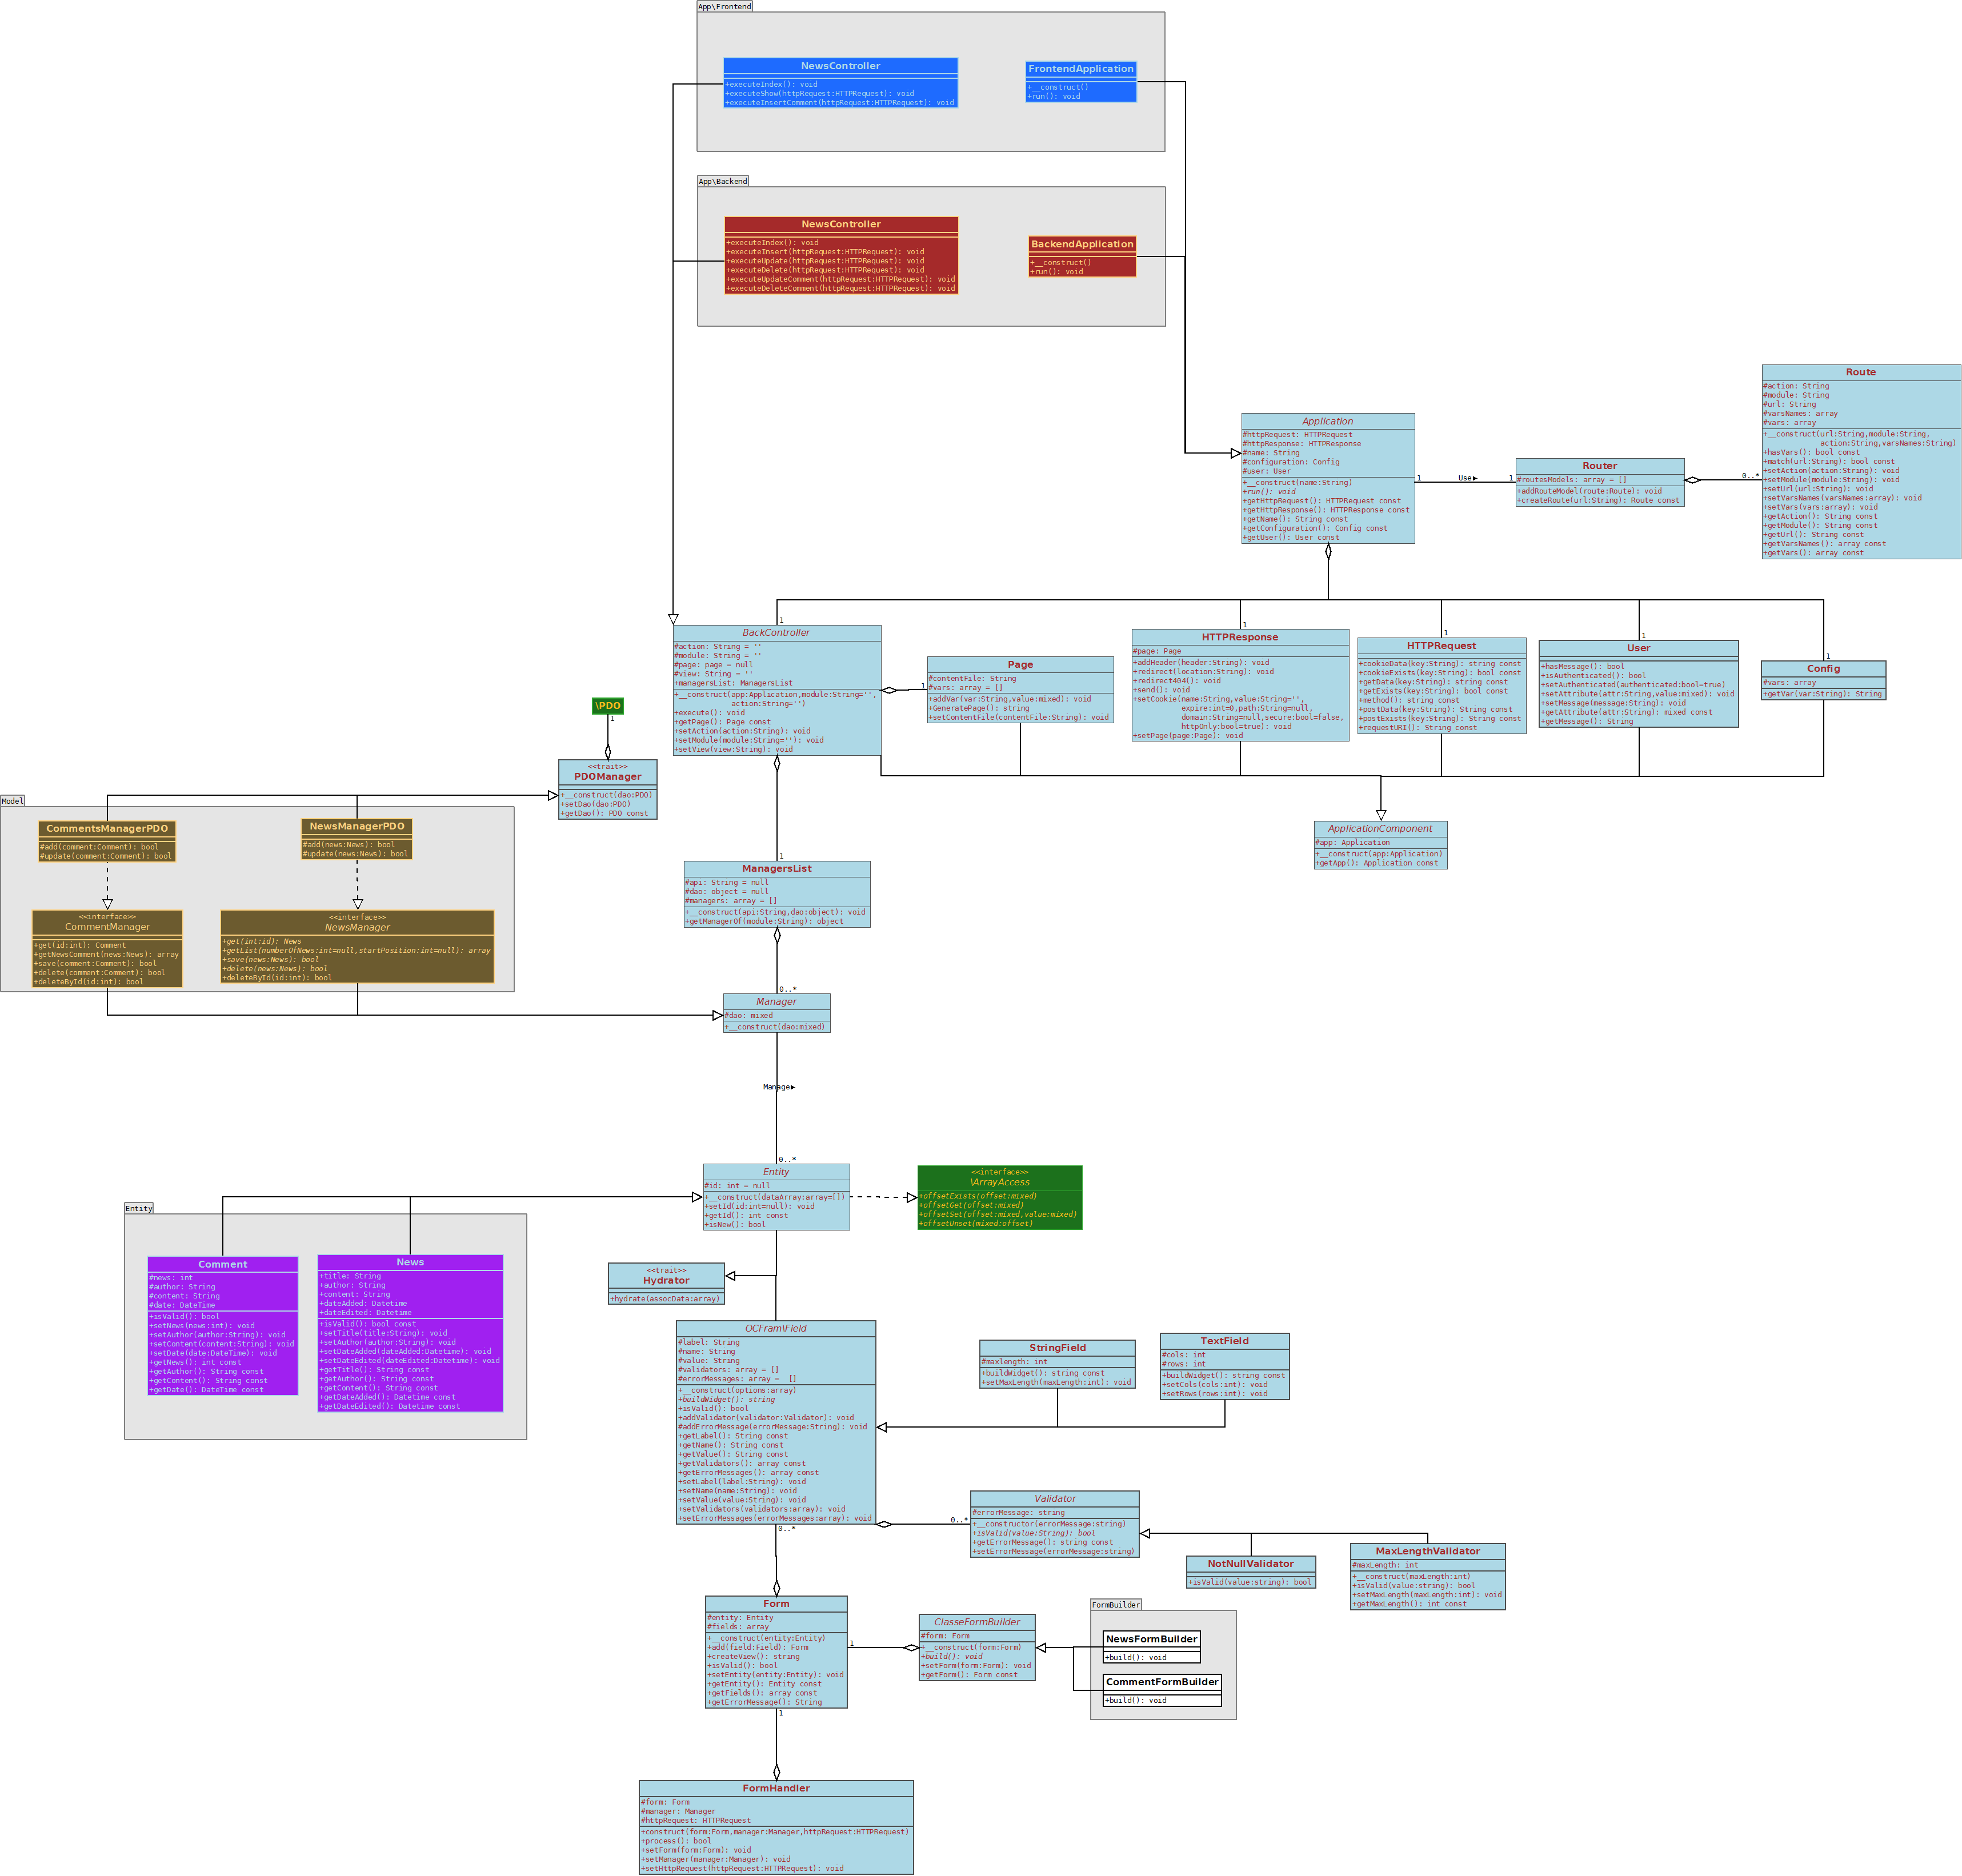 App\Frontend
NewsController
+executeIndex(): void
+executeShow(httpRequest:HTTPRequest): void
+executeInsertComment(httpRequest:HTTPRequest): void
FrontendApplication
+__construct()
+run(): void
App\Backend
NewsController
+executeIndex(): void
+executeInsert(httpRequest:HTTPRequest): void
+executeUpdate(httpRequest:HTTPRequest): void
+executeDelete(httpRequest:HTTPRequest): void
+executeUpdateComment(httpRequest:HTTPRequest): void
+executeDeleteComment(httpRequest:HTTPRequest): void
BackendApplication
+__construct()
+run(): void
Application
#httpRequest: HTTPRequest
#httpResponse: HTTPResponse
#name: String
#configuration: Config
#user: User
+__construct(name:String)
+run(): void
+getHttpRequest(): HTTPRequest const
+getHttpResponse(): HTTPResponse const
+getName(): String const
+getConfiguration(): Config const
+getUser(): User const
1
Use▶
1
Router
#routesModels: array = []
+addRouteModel(route:Route): void
+createRoute(url:String): Route const
0..*
Route
#action: String
#module: String
#url: String
#varsNames: array
#vars: array
+__construct(url:String,module:String,
action:String,varsNames:String)
+hasVars(): bool const
+match(url:String): bool const
+setAction(action:String): void
+setModule(module:String): void
+setUrl(url:String): void
+setVarsNames(varsNames:array): void
+setVars(vars:array): void
+getAction(): String const
+getModule(): String const
+getUrl(): String const
+getVarsNames(): array const
+getVars(): array const
1
BackController
#action: String = ''
#module: String = ''
#page: page = null
#view: String = ''
+managersList: ManagersList
+__construct(app:Application,module:String='',
action:String='')
+execute(): void
+getPage(): Page const
+setAction(action:String): void
+setModule(module:String=''): void
+setView(view:String): void
1
Page
#contentFile: String
#vars: array = []
+addVar(var:String,value:mixed): void
+GeneratePage(): string
+setContentFile(contentFile:String): void
1
HTTPResponse
#page: Page
+addHeader(header:String): void
+redirect(location:String): void
+redirect404(): void
+send(): void
+setCookie(name:String,value:String='',
expire:int=0,path:String=null,
domain:String=null,secure:bool=false,
httpOnly:bool=true): void
+setPage(page:Page): void
1
HTTPRequest
+cookieData(key:String): string const
+cookieExists(key:String): bool const
+getData(key:String): string const
+getExists(key:String): bool const
+method(): string const
+postData(key:String): String const
+postExists(key:String): String const
+requestURI(): String const
1
User
+hasMessage(): bool
+isAuthenticated(): bool
+setAuthenticated(authenticated:bool=true)
+setAttribute(attr:String,value:mixed): void
+setMessage(message:String): void
+getAttribute(attr:String): mixed const
+getMessage(): String
1
Config
#vars: array
+getVar(var:String): String
\PDO
1
<<trait>>
PDOManager
+__construct(dao:PDO)
+setDao(dao:PDO)
+getDao(): PDO const
ApplicationComponent
#app: Application
+__construct(app:Application)
+getApp(): Application const
Model
CommentsManagerPDO
#add(comment:Comment): bool
#update(comment:Comment): bool
NewsManagerPDO
#add(news:News): bool
#update(news:News): bool
<<interface>>
CommentManager
+get(id:int): Comment
+getNewsComment(news:News): array
+save(comment:Comment): bool
+delete(comment:Comment): bool
+deleteById(id:int): bool
<<interface>>
NewsManager
+get(int:id): News
+getList(numberOfNews:int=null,startPosition:int=null): array
+save(news:News): bool
+delete(news:News): bool
+deleteById(id:int): bool
1
ManagersList
#api: String = null
#dao: object = null
#managers: array = []
+__construct(api:String,dao:object): void
+getManagerOf(module:String): object
0..*
Manager
#dao: mixed
+__construct(dao:mixed)
Manage▶
0..*
Entity
#id: int = null
+__construct(dataArray:array=[])
+setId(id:int=null): void
+getId(): int const
+isNew(): bool
<<interface>>
\ArrayAccess
+offsetExists(offset:mixed)
+offsetGet(offset:mixed)
+offsetSet(offset:mixed,value:mixed)
+offsetUnset(mixed:offset)
Entity
Comment
#news: int
#author: String
#content: String
#date: DateTime
+isValid(): bool
+setNews(news:int): void
+setAuthor(author:String): void
+setContent(content:String): void
+setDate(date:DateTime): void
+getNews(): int const
+getAuthor(): String const
+getContent(): String const
+getDate(): DateTime const
News
+title: String
+author: String
+content: String
+dateAdded: Datetime
+dateEdited: Datetime
+isValid(): bool const
+setTitle(title:String): void
+setAuthor(author:String): void
+setDateAdded(dateAdded:Datetime): void
+setDateEdited(dateEdited:Datetime): void
+getTitle(): String const
+getAuthor(): String const
+getContent(): String const
+getDateAdded(): Datetime const
+getDateEdited(): Datetime const
<<trait>>
Hydrator
+hydrate(assocData:array)
OCFram\Field
#label: String
#name: String
#value: String
#validators: array = []
#errorMessages: array =  []
+__construct(options:array)
+buildWidget(): string
+isValid(): bool
+addValidator(validator:Validator): void
#addErrorMessage(errorMessage:String): void
+getLabel(): String const
+getName(): String const
+getValue(): String const
+getValidators(): array const
+getErrorMessages(): array const
+setLabel(label:String): void
+setName(name:String): void
+setValue(value:String): void
+setValidators(validators:array): void
+setErrorMessages(errorMessages:array): void
0..*
StringField
#maxlength: int
+buildWidget(): string const
+setMaxLength(maxLength:int): void
TextField
#cols: int
#rows: int
+buildWidget(): string const
+setCols(cols:int): void
+setRows(rows:int): void
0..*
Validator
#errorMessage: string
+__constructor(errorMessage:string)
+isValid(value:String): bool
+getErrorMessage(): string const
+setErrorMessage(errorMessage:string)
NotNullValidator
+isValid(value:string): bool
MaxLengthValidator
#maxLength: int
+__construct(maxLength:int)
+isValid(value:string): bool
+setMaxLength(maxLength:int): void
+getMaxLength(): int const
Form
#entity: Entity
#fields: array
+__construct(entity:Entity)
+add(field:Field): Form
+createView(): string
+isValid(): bool
+setEntity(entity:Entity): void
+getEntity(): Entity const
+getFields(): array const
+getErrorMessage(): String
1
1
ClasseFormBuilder
#form: Form
+__construct(form:Form)
+build(): void
+setForm(form:Form): void
+getForm(): Form const
FormBuilder
NewsFormBuilder
+build(): void
CommentFormBuilder
+build(): void
FormHandler
#form: Form
#manager: Manager
#httpRequest: HTTPRequest
+construct(form:Form,manager:Manager,httpRequest:HTTPRequest)
+process(): bool
+setForm(form:Form): void
+setManager(manager:Manager): void
+setHttpRequest(httpRequest:HTTPRequest): void